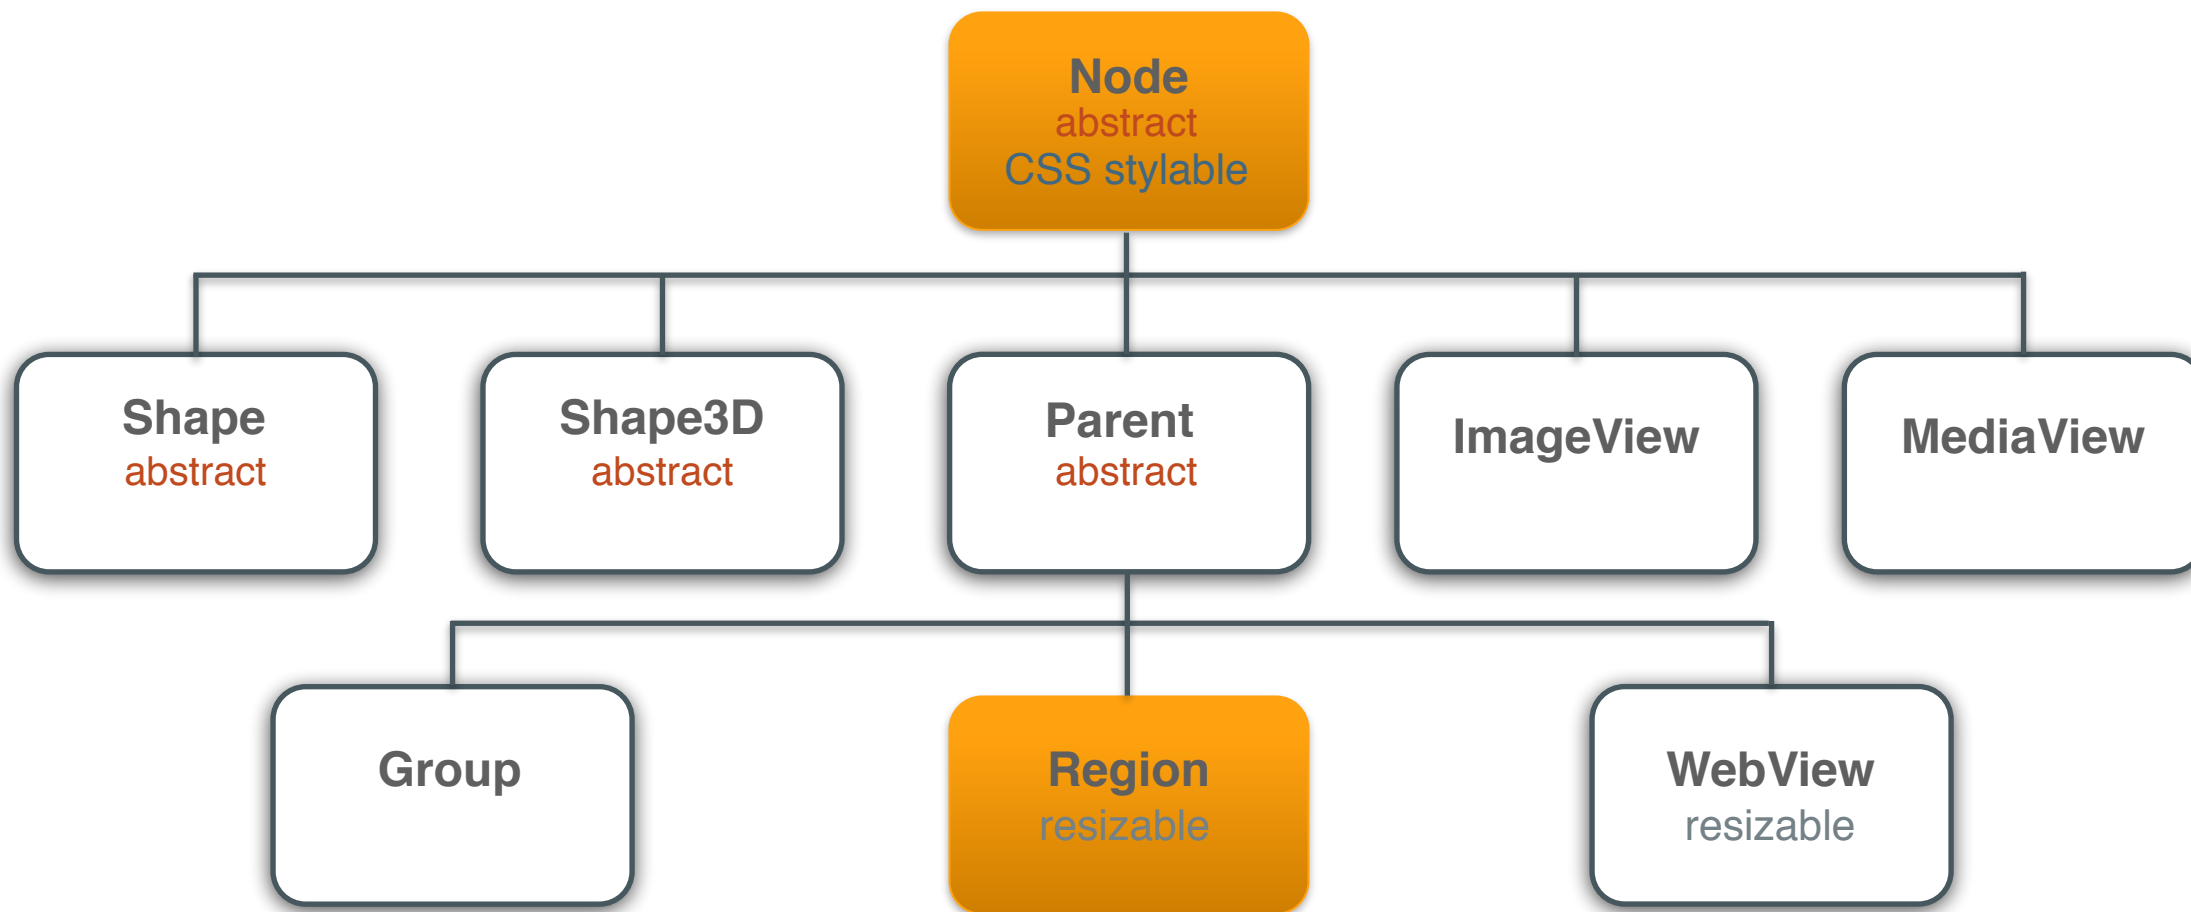 Node
abstract
CSS stylable
Shape
abstract
Shape3D
abstract
Parent
abstract
ImageView
MediaView
Group
Region
resizable
WebView
resizable